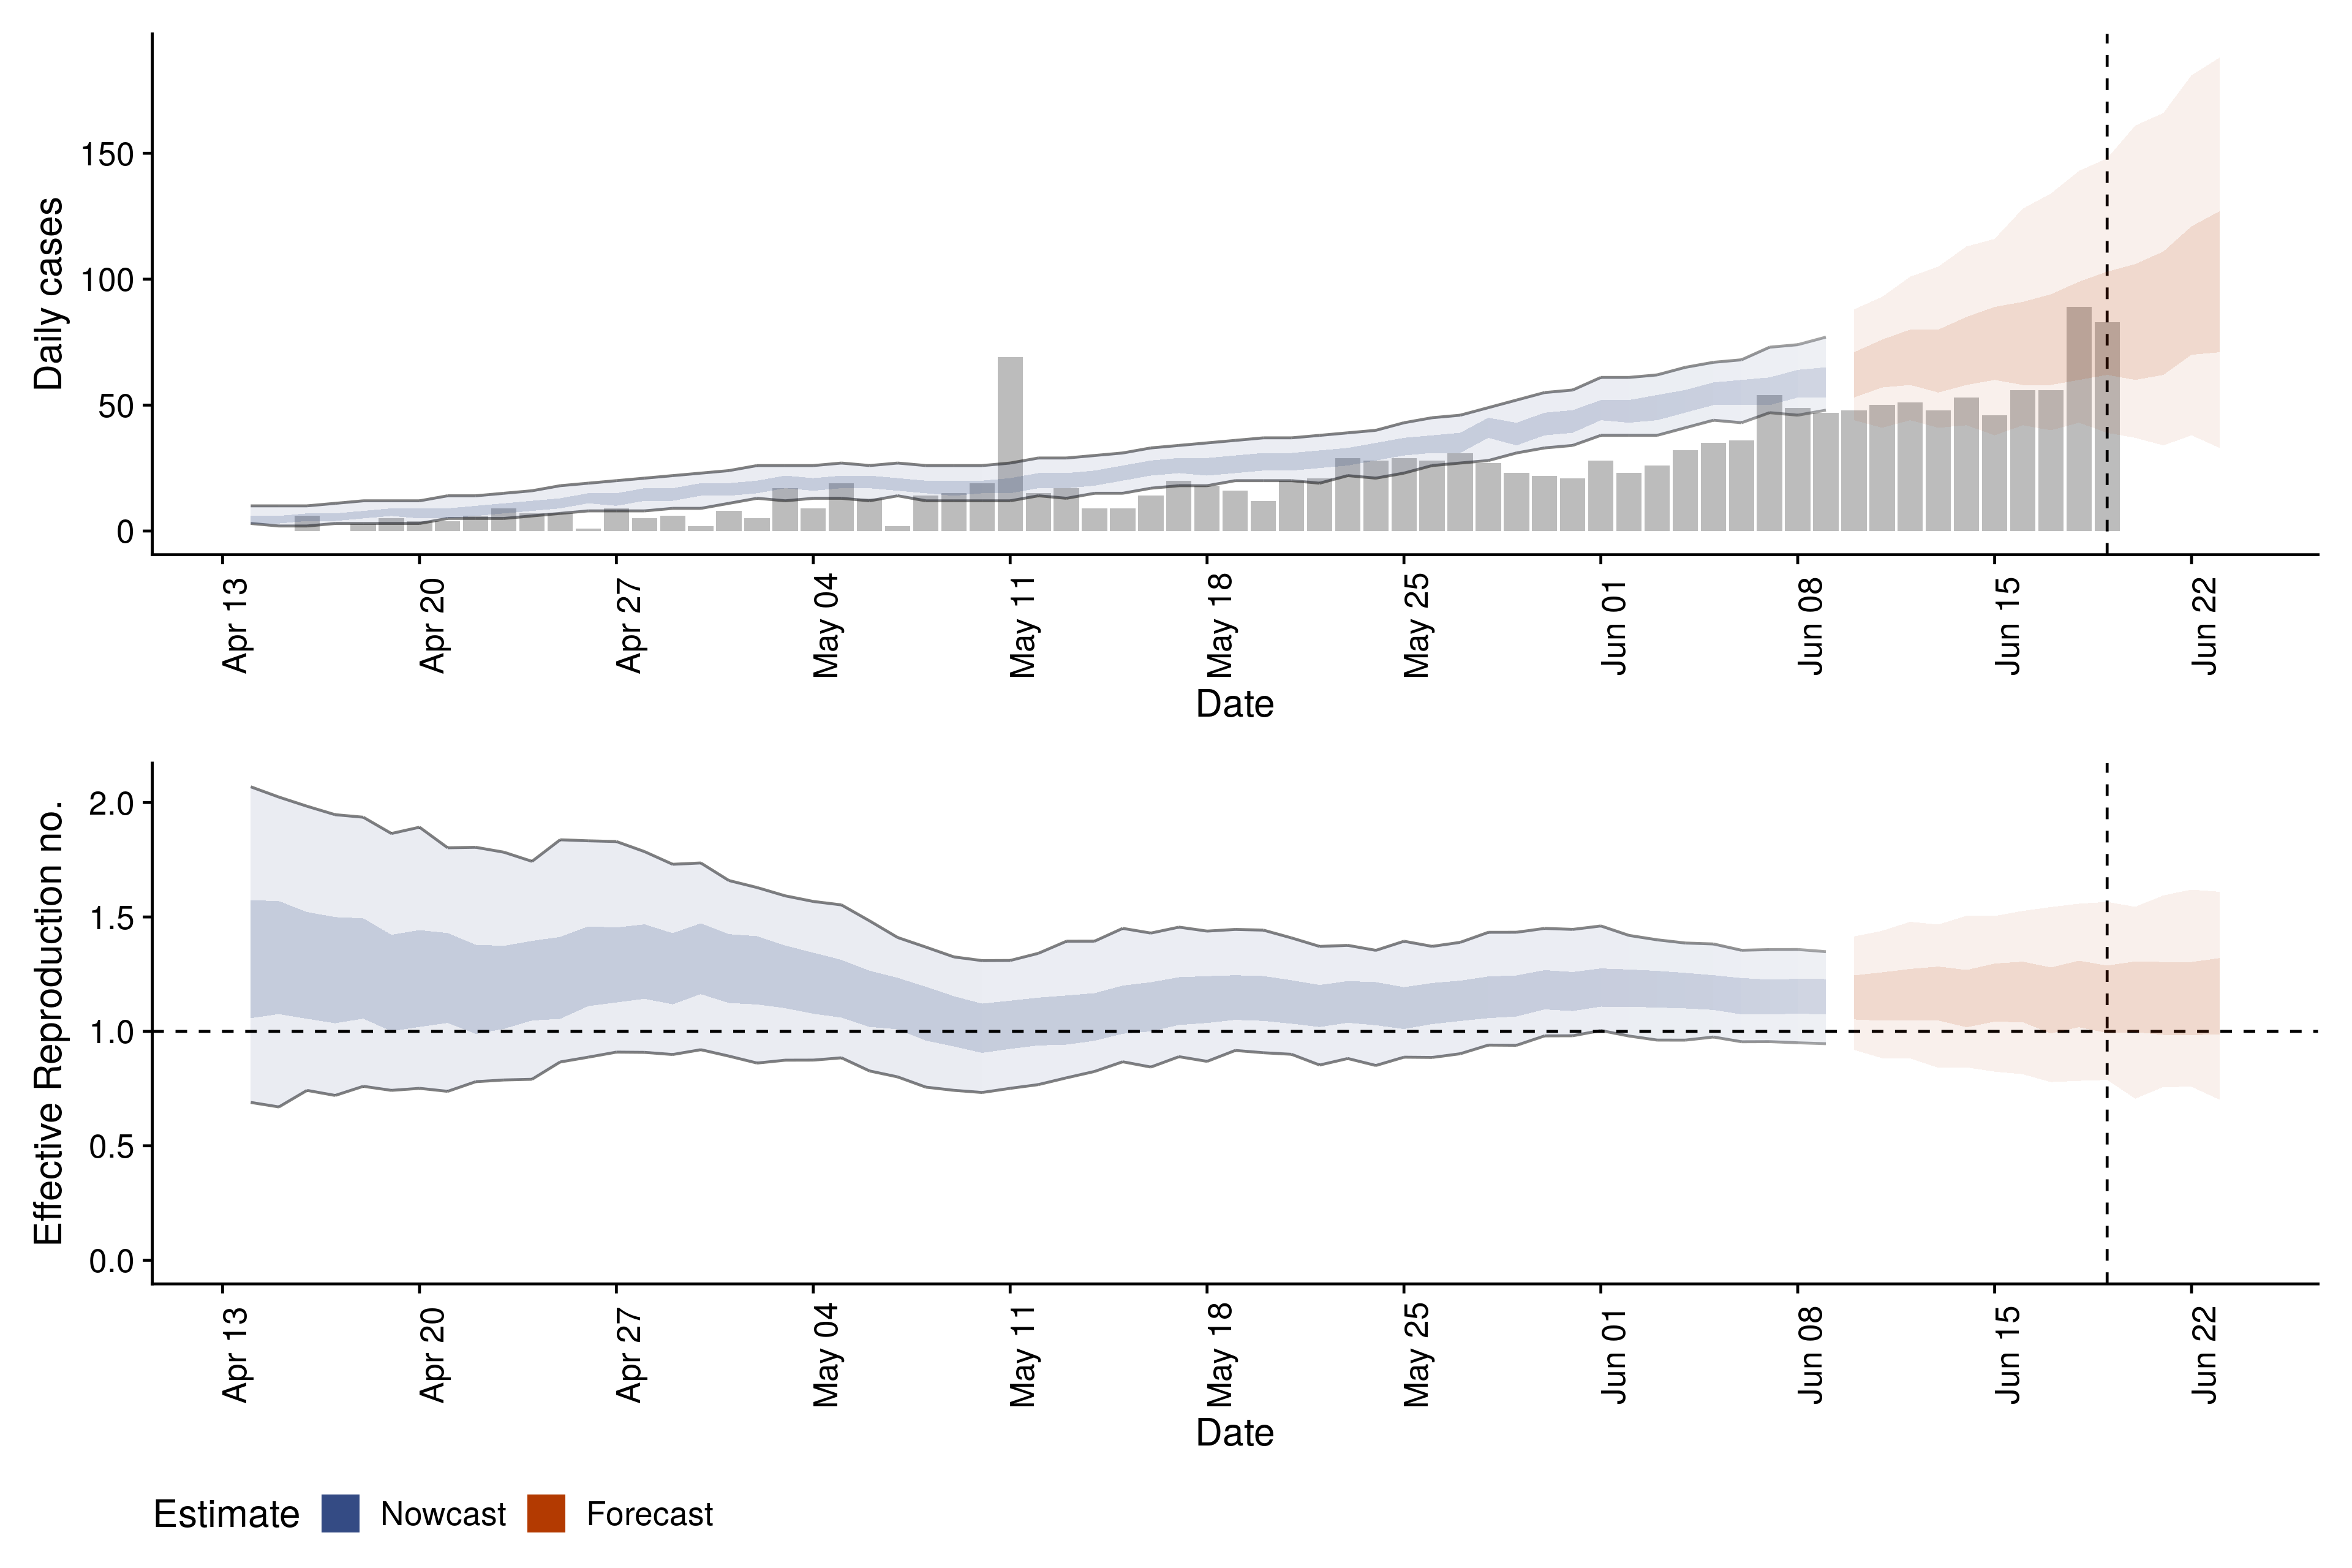 Daily cases
150
100
50
0
Apr 13
Apr 20
Apr 27
May 04
May 11
May 18
May 25
Jun 01
Jun 08
Jun 15
Jun 22
Date
Effective Reproduction no.
2.0
1.5
1.0
0.5
0.0
Apr 13
Apr 20
Apr 27
May 04
May 11
May 18
May 25
Jun 01
Jun 08
Jun 15
Jun 22
Date
Estimate Nowcast Forecast